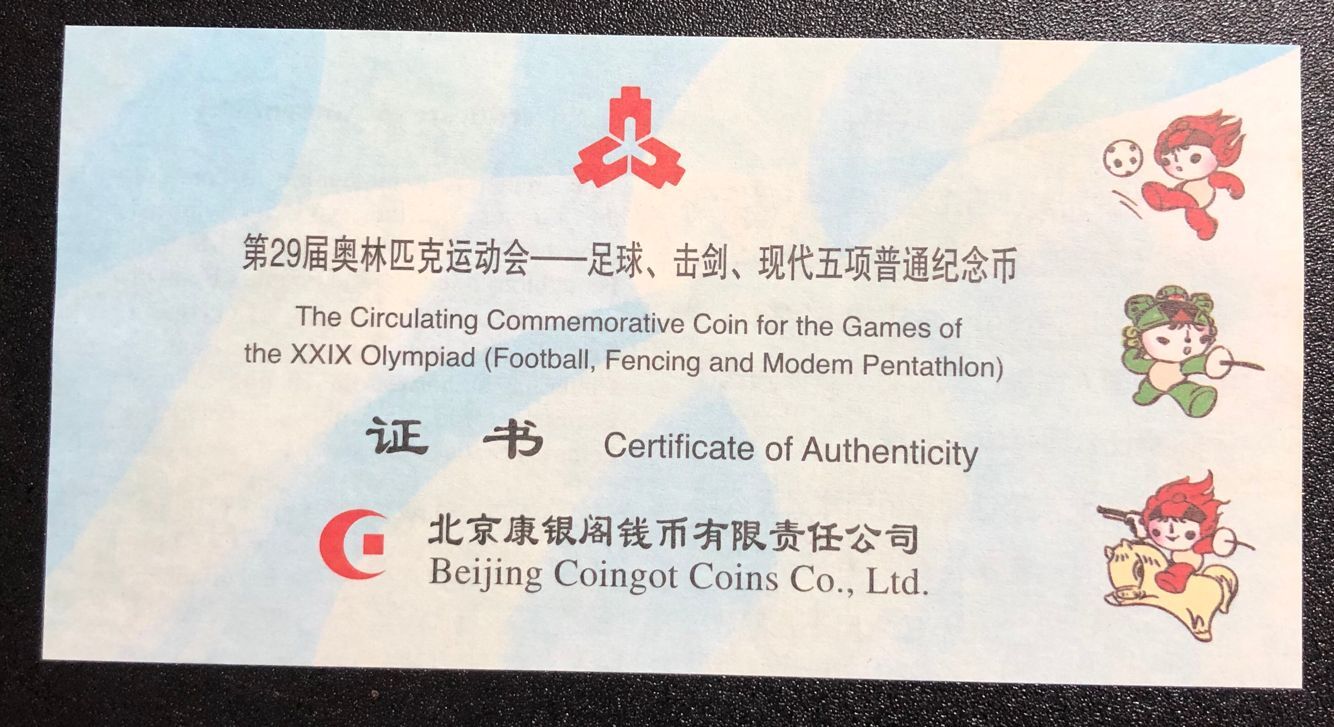 第29届奥林匹克运动会——足球、击剑、现代五项普通纪念币
The Circulating Commemorative Coin for the Games of
the XXIX Olympiad (Football, Fencing and Modem Pentathlon)
证 书 Certificate of Authenticity
北京康银阁钱币有限责任公司
Beijing Coingot Coins Co., Ltd.